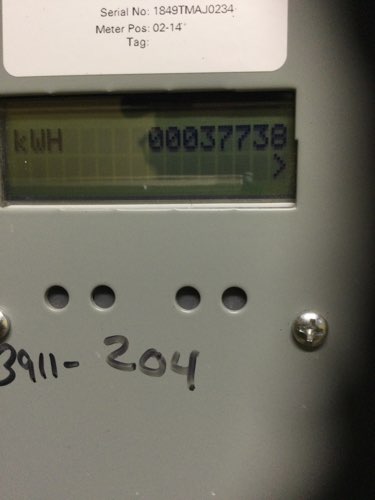 Serial No: 1849TMAJ0234
Meter Pos: 02-14"
Tag:
kWH 00037738
>
3911-204